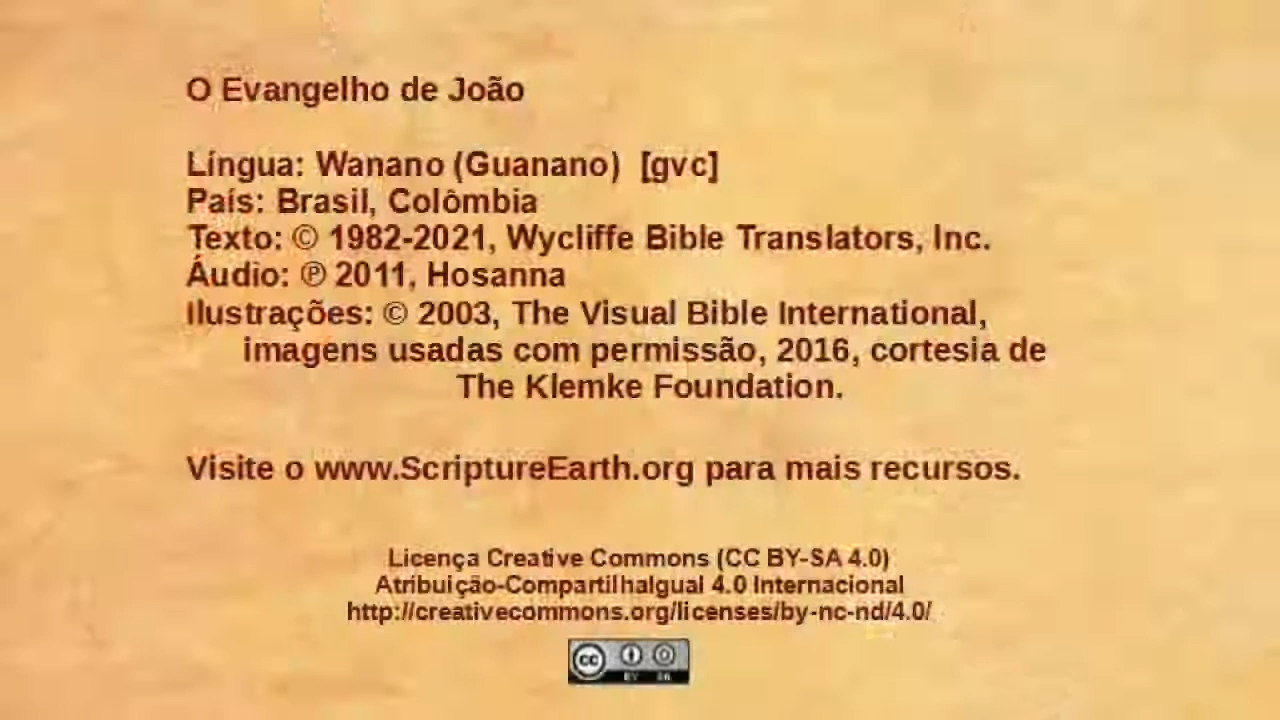 O Evangelho de João
Língua: Wanano (Guanano) [gvc]
País: Brasil, Colômbia
Texto: © 1982-2021, Wycliffe Bible Translators, Inc.
Áudio: ℗ 2011, Hosanna
Ilustrações: © 2003, The Visual Bible International,
imagens usadas com permissão, 2016, cortesia de
The Klemke Foundation.
Visite o www.ScriptureEarth.org para mais recursos.
Licença Creative Commons (CC BY-SA 4.0)
Atribuição-CompartilhaIgual 4.0 Internacional
http://creativecommons.org/licenses/by-nc-nd/4.0/
cc BY SA